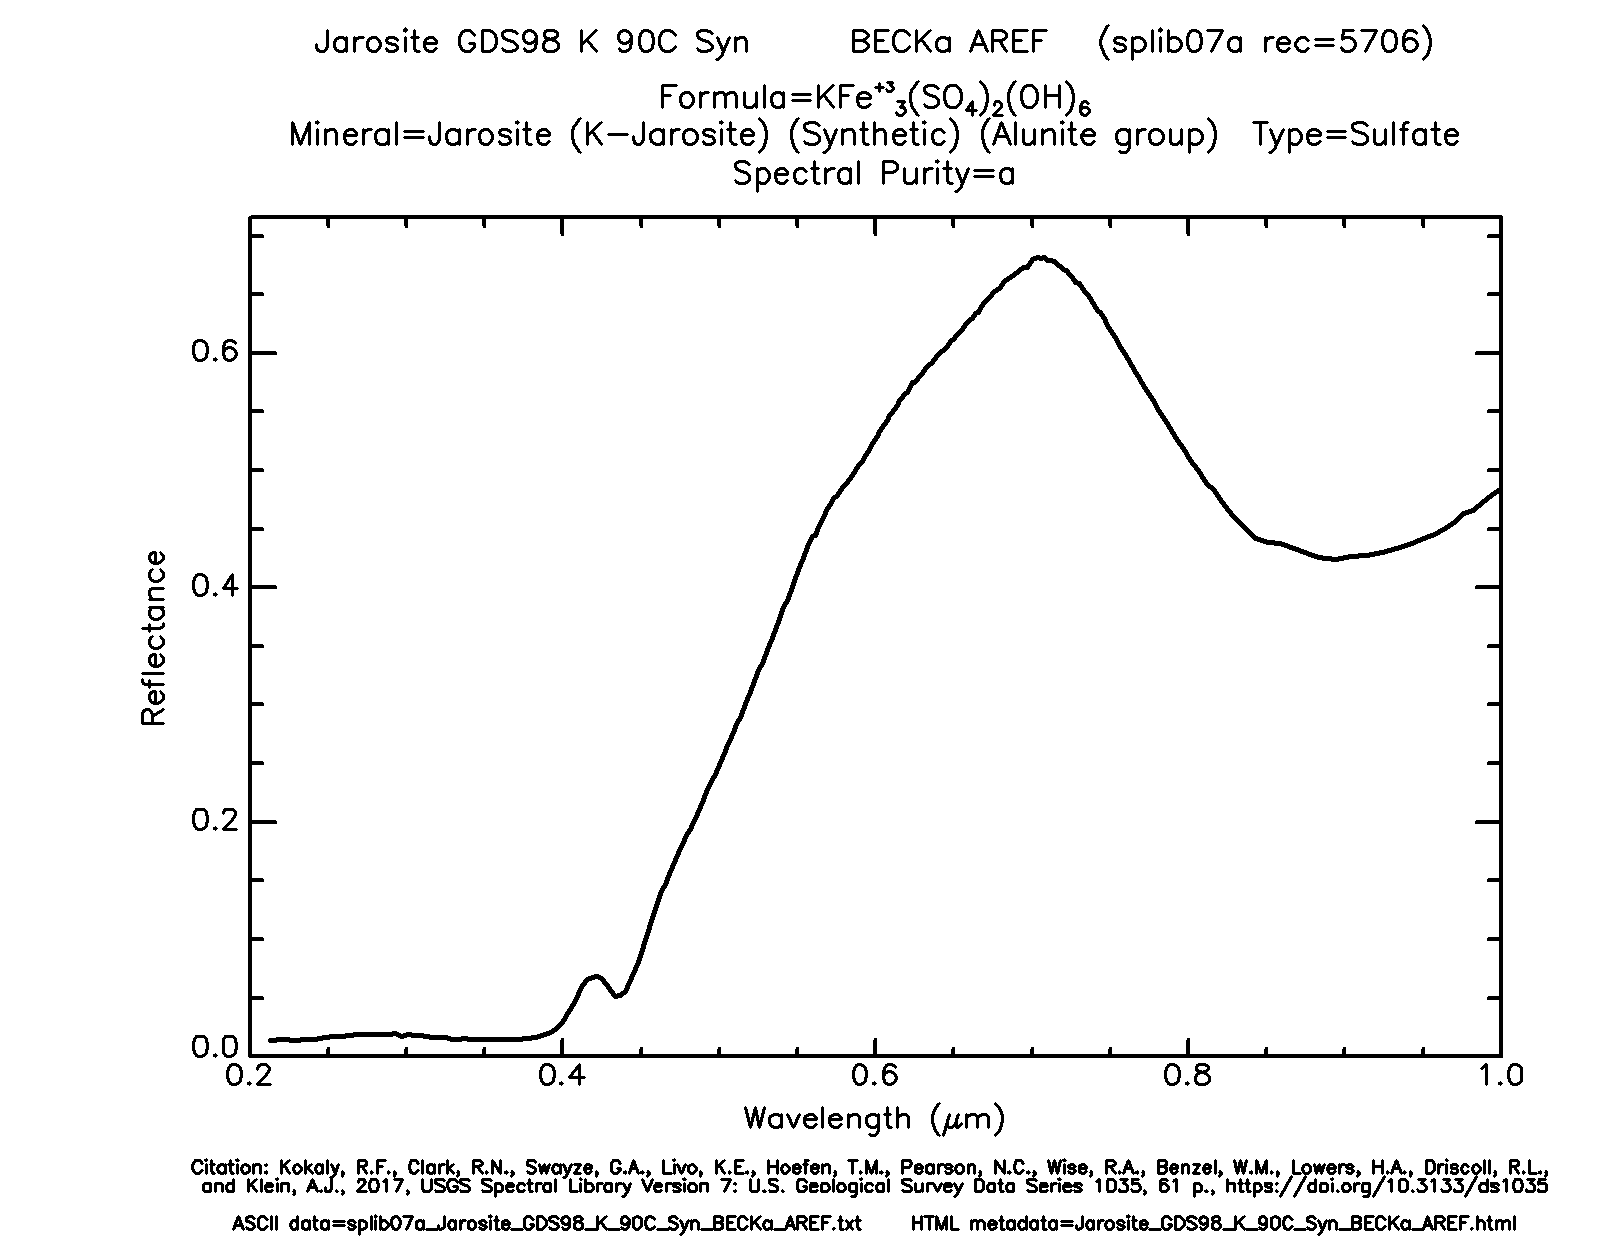 Jarosite GDS98 K 90C Syn BECKa AREF (splib07a rec=5706)
Formula=KFe⁺³₃(SO₄)₂(OH)₆
Mineral=Jarosite (K-Jarosite) (Synthetic) (Alunite group) Type=Sulfate
Spectral Purity=a
Reflectance
0.6
0.4
0.2
0.0
0.2 0.4 0.6 0.8 1.0
Wavelength (μm)
Citation: Kokaly, R.F., Clark, R.N., Swayze, G.A., Livo, K.E., Hoefen, T.M., Pearson, N.C., Wise, R.A., Benzel, W.M., Lowers, H.A., Driscoll, R.L.,
and Klein, A.J., 2017, USGS Spectral Library Version 7: U.S. Geological Survey Data Series 1035, 61 p., https://doi.org/10.3133/ds1035
ASCII data=splib07a_Jarosite_GDS98_K_90C_Syn_BECKa_AREF.txt HTML metadata=Jarosite_GDS98_K_90C_Syn_BECKa_AREF.html